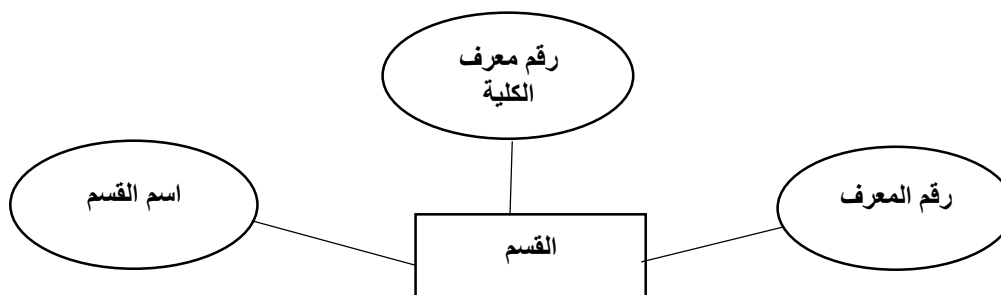 رقم معرف
الكلية
رقم المعرف
اسم القسم
القسم